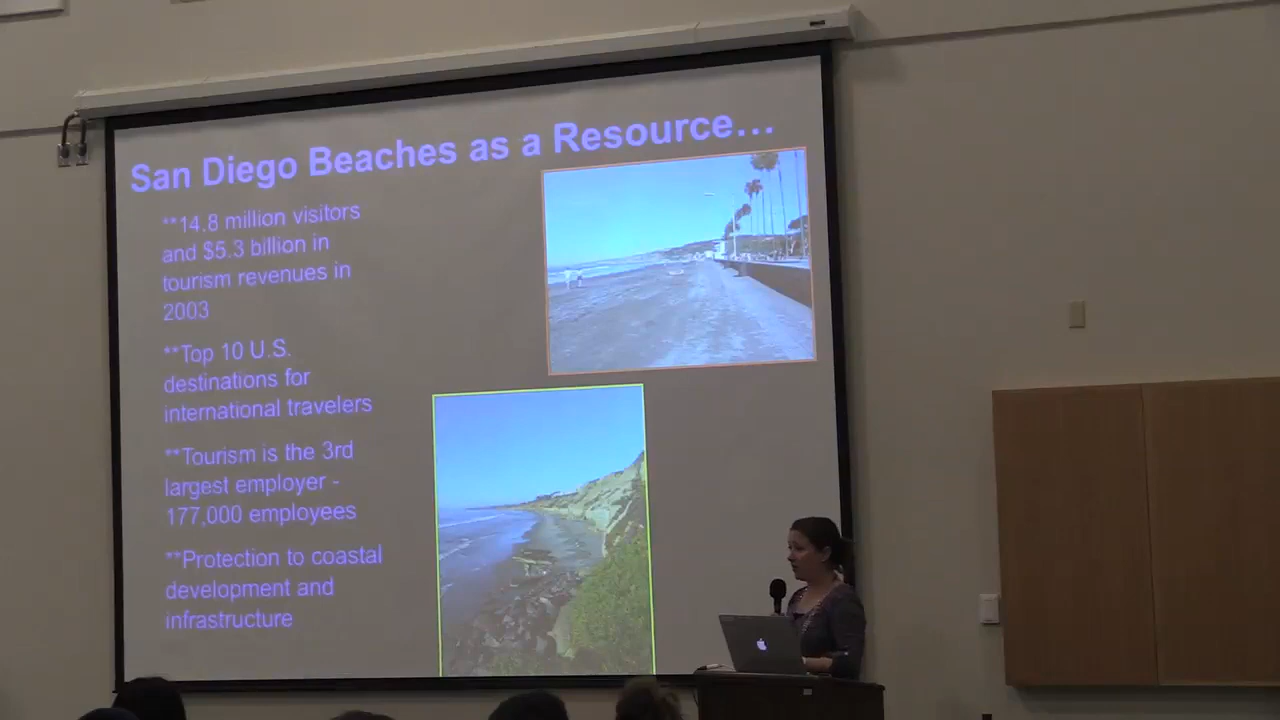 San Diego Beaches as a Resource…
**14.8 million visitors
and $5.3 billion in
tourism revenues in
2003
**Top 10 U.S.
destinations for
international travelers
**Tourism is the 3rd
largest employer -
177,000 employees
**Protection to coastal
development and
infrastructure